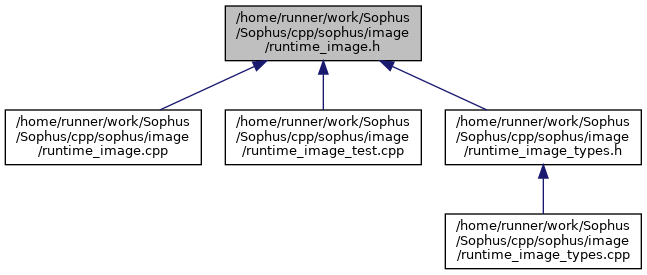 /home/runner/work/Sophus
/Sophus/cpp/sophus/image
/runtime_image.h
/home/runner/work/Sophus
/Sophus/cpp/sophus/image
/runtime_image.cpp
/home/runner/work/Sophus
/Sophus/cpp/sophus/image
/runtime_image_test.cpp
/home/runner/work/Sophus
/Sophus/cpp/sophus/image
/runtime_image_types.h
/home/runner/work/Sophus
/Sophus/cpp/sophus/image
/runtime_image_types.cpp